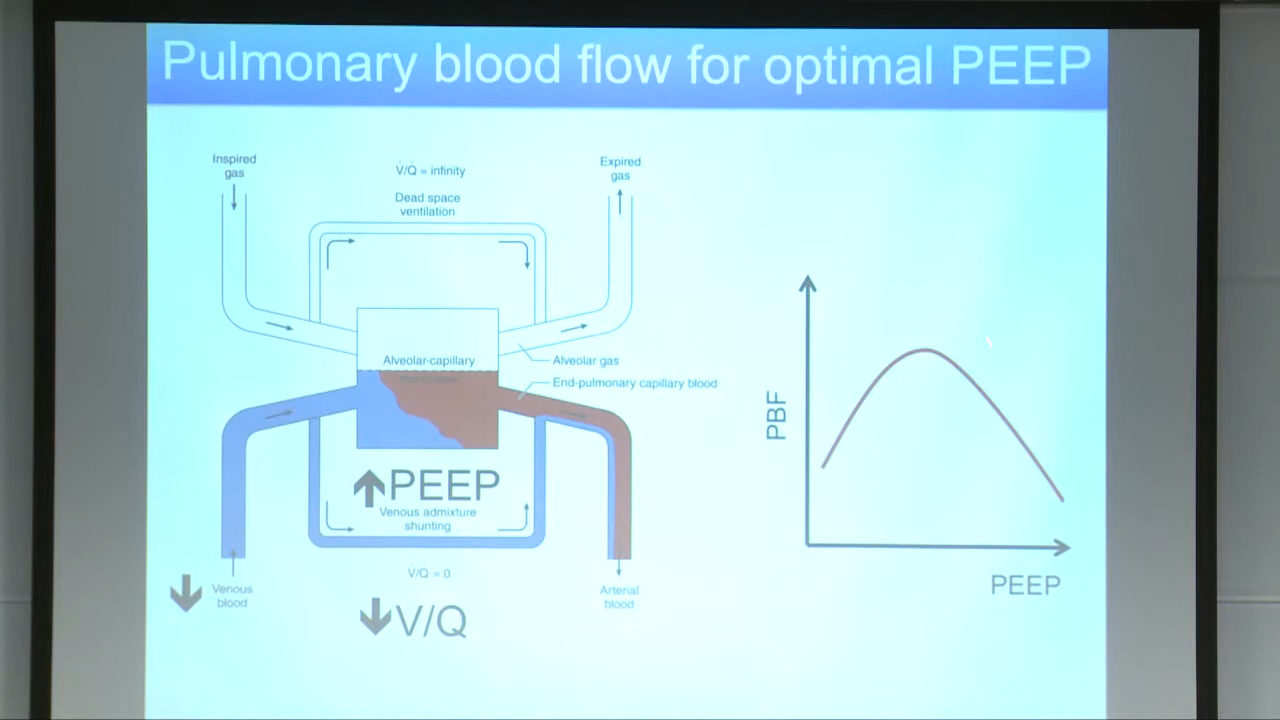 Pulmonary blood flow for optimal PEEP
Inspired
gas
V̇/Q̇ = infinity
Dead space
ventilation
Expired
gas
Alveolar-capillary
Alveolar gas
End-pulmonary capillary blood
PEEP
Venous admixture
shunting
V̇/Q̇ = 0
Venous
blood
V/Q
Arterial
blood
PBF
PEEP